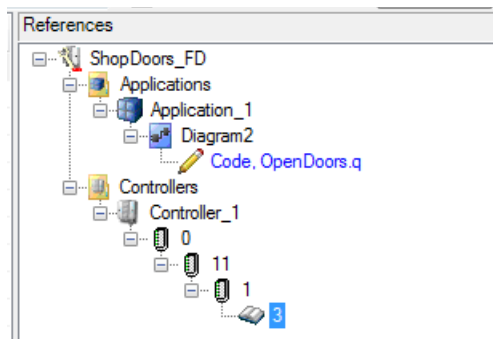 References
ShopDoors_FD
Applications
Application_1
Diagram2
Code, OpenDoors.q
Controllers
Controller_1
0
11
1
3